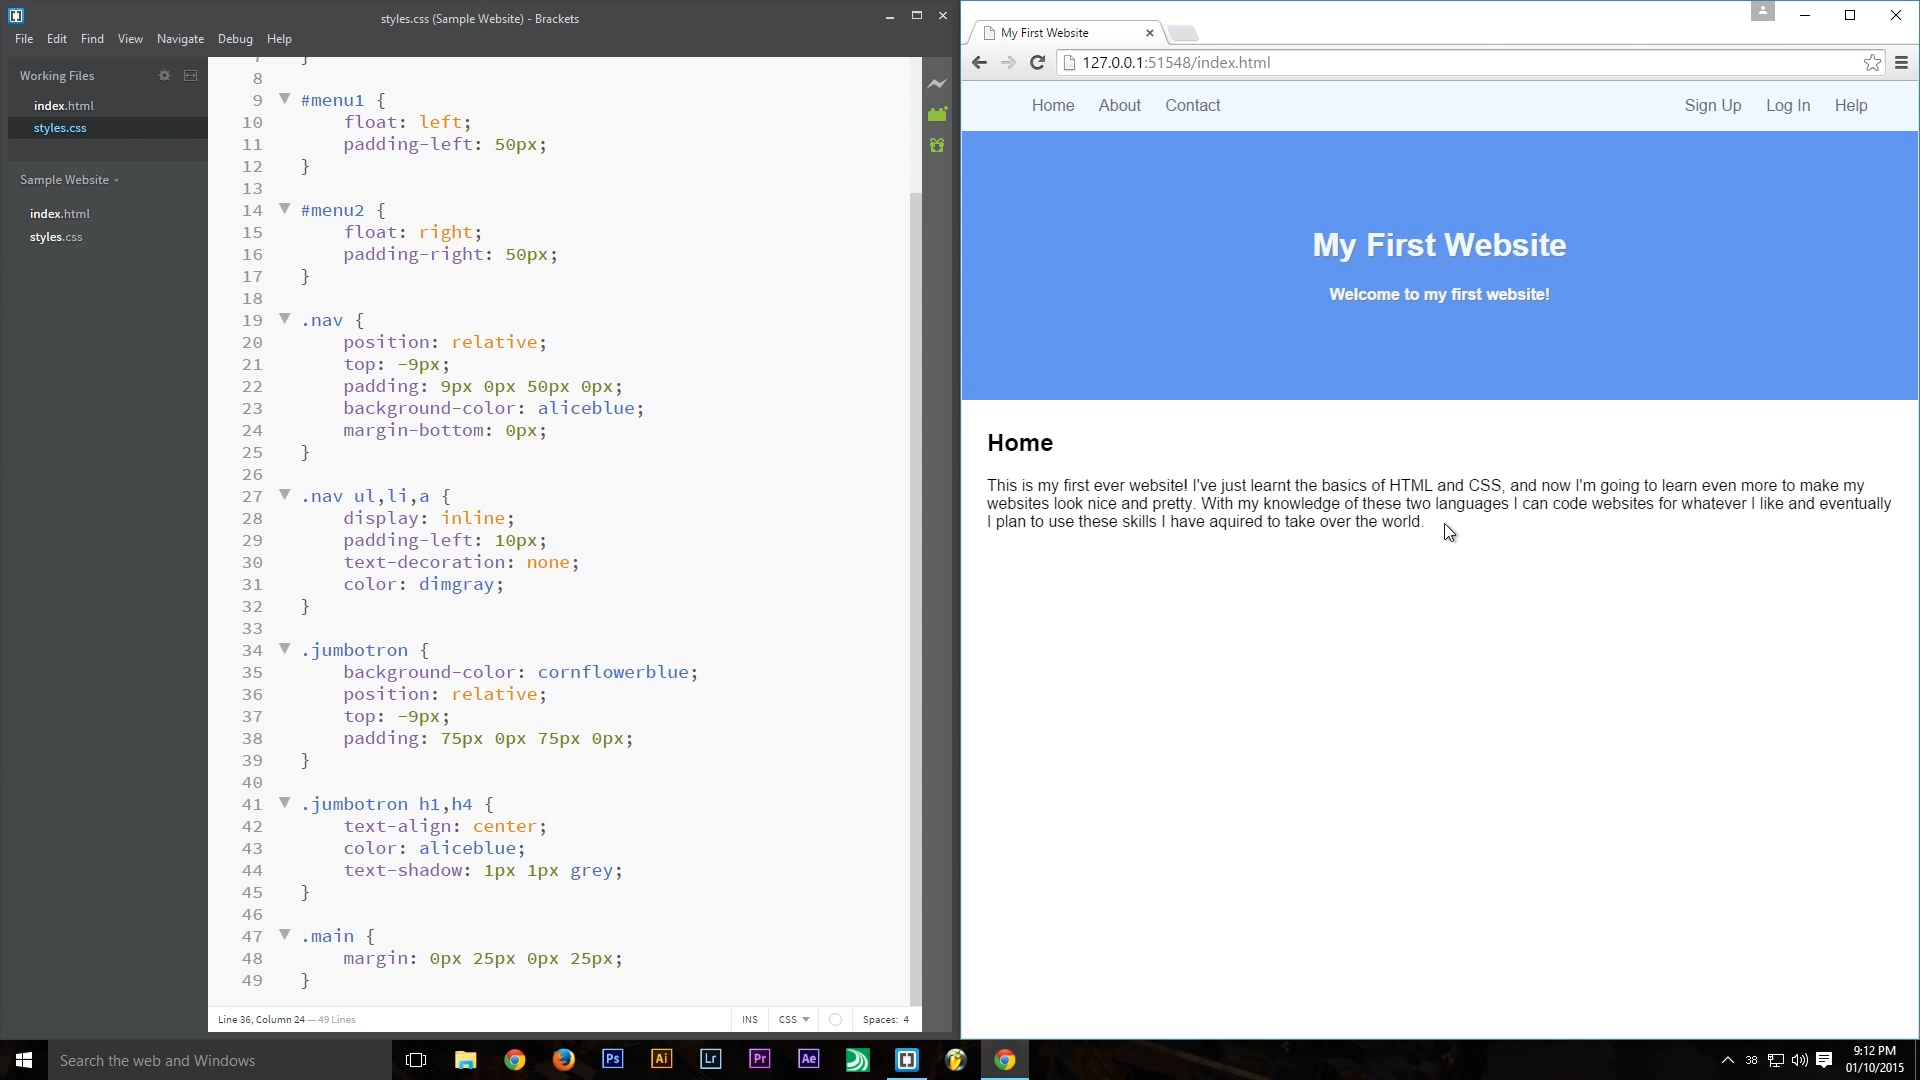 styles.css (Sample Website) - Brackets
File Edit Find View Navigate Debug Help
Working Files
index.html
styles.css
Sample Website
index.html
styles.css
8
9 #menu1 {
10 float: left;
11 padding-left: 50px;
12 }
13
14 #menu2 {
15 float: right;
16 padding-right: 50px;
17 }
18
19 .nav {
20 position: relative;
21 top: -9px;
22 padding: 9px 0px 50px 0px;
23 background-color: aliceblue;
24 margin-bottom: 0px;
25 }
26
27 .nav ul,li,a {
28 display: inline;
29 padding-left: 10px;
30 text-decoration: none;
31 color: dimgray;
32 }
33
34 .jumbotron {
35 background-color: cornflowerblue;
36 position: relative;
37 top: -9px;
38 padding: 75px 0px 75px 0px;
39 }
40
41 .jumbotron h1,h4 {
42 text-align: center;
43 color: aliceblue;
44 text-shadow: 1px 1px grey;
45 }
46
47 .main {
48 margin: 0px 25px 0px 25px;
49 }
Line 36, Column 24 — 49 Lines
INS CSS Spaces: 4
My First Website
127.0.0.1:51548/index.html
Home About Contact Sign Up Log In Help
My First Website
Welcome to my first website!
Home
This is my first ever website! I've just learnt the basics of HTML and CSS, and now I'm going to learn even more to make my
websites look nice and pretty. With my knowledge of these two languages I can code websites for whatever I like and eventually
I plan to use these skills I have aquired to take over the world.
Search the web and Windows
Ps Ai Lr Pr Ae
38
9:12 PM
01/10/2015